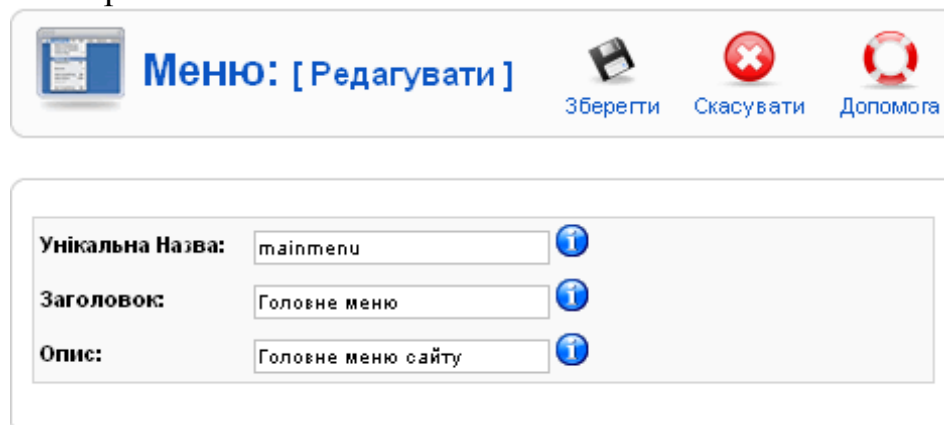 Меню: [ Редагувати ]
Зберегти Скасувати Допомога
Унікальна Назва: mainmenu
Заголовок: Головне меню
Опис: Головне меню сайту